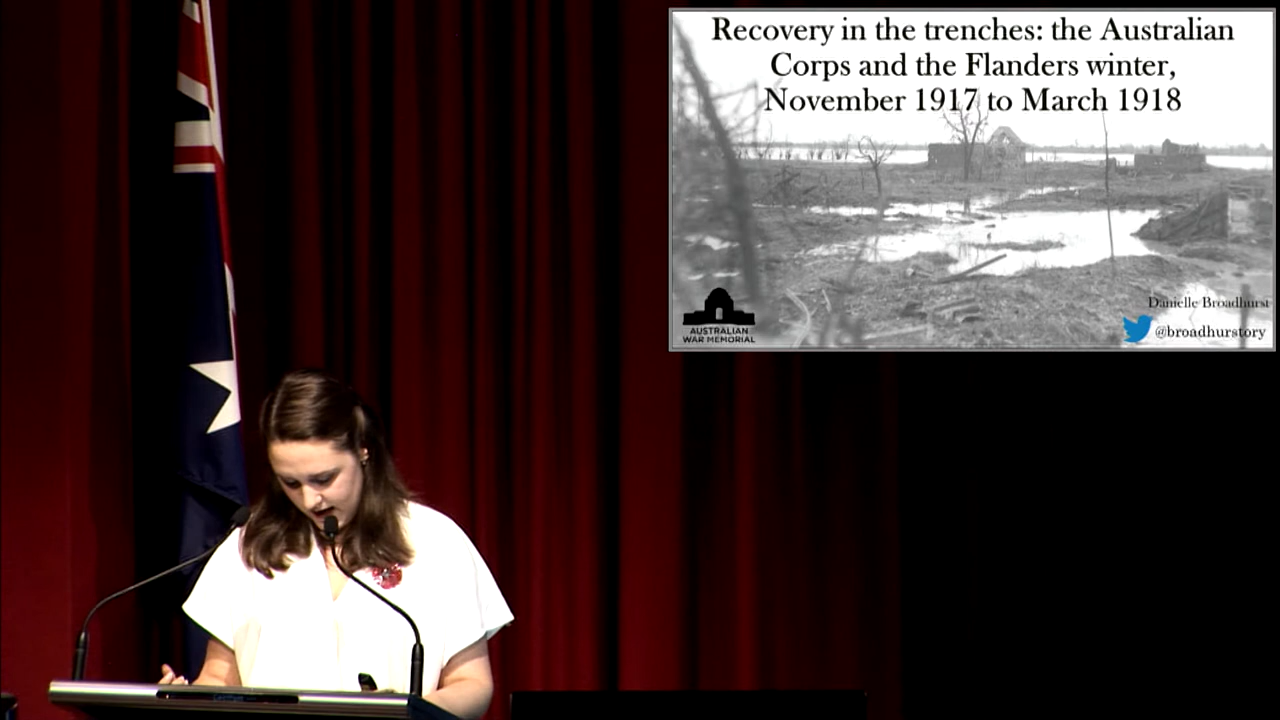 Recovery in the trenches: the Australian
Corps and the Flanders winter,
November 1917 to March 1918
Danielle Broadhurst
@broadhurstory
AUSTRALIAN
WAR MEMORIAL